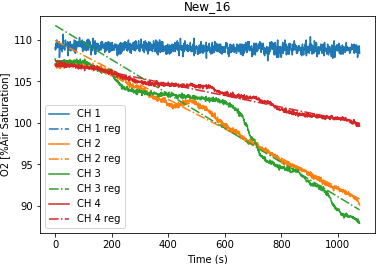 New_16
O2 [%Air Saturation]
110
105
100
95
90
CH 1
CH 1 reg
CH 2
CH 2 reg
CH 3
CH 3 reg
CH 4
CH 4 reg
0 200 400 600 800 1000
Time (s)